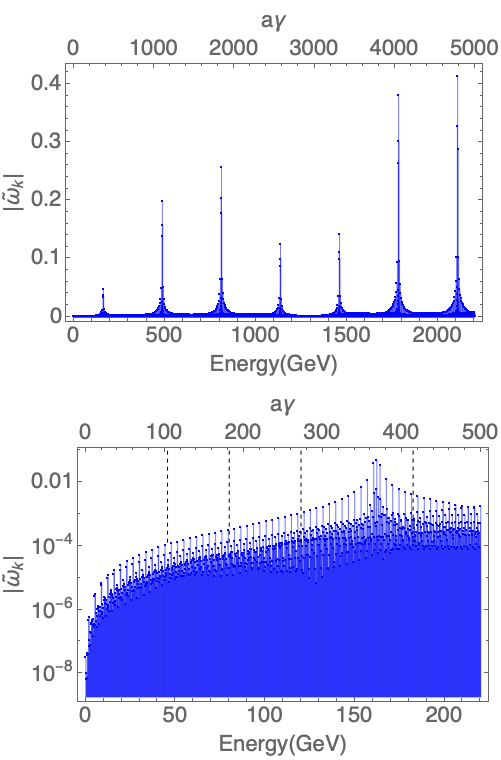 aγ
0 1000 2000 3000 4000 5000
0.4
0.3
0.2
0.1
0
|ω̃ₖ|
0 500 1000 1500 2000
Energy(GeV)
aγ
0 100 200 300 400 500
0.01
10⁻⁴
10⁻⁶
10⁻⁸
|ω̃ₖ|
0 50 100 150 200
Energy(GeV)